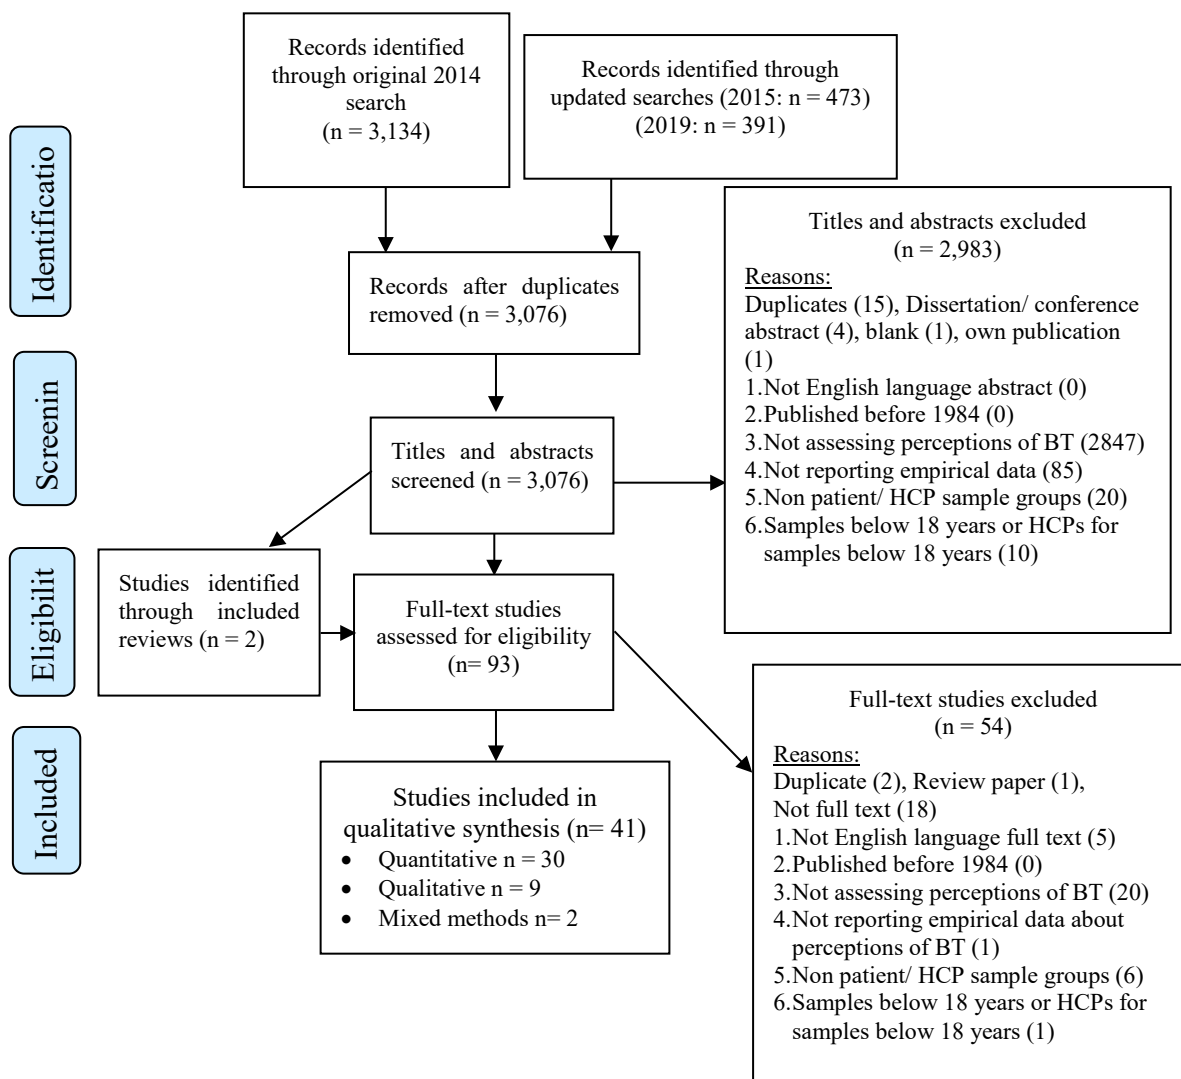 Records identified
through original 2014
search
(n = 3,134)
Records identified through
updated searches (2015: n = 473)
(2019: n = 391)
Identificatio
Records after duplicates
removed (n = 3,076)
Titles and abstracts excluded
(n = 2,983)
Reasons:
Duplicates (15), Dissertation/ conference
abstract (4), blank (1), own publication
(1)
1.Not English language abstract (0)
2.Published before 1984 (0)
3.Not assessing perceptions of BT (2847)
4.Not reporting empirical data (85)
5.Non patient/ HCP sample groups (20)
6.Samples below 18 years or HCPs for
samples below 18 years (10)
Screenin
Titles and abstracts
screened (n = 3,076)
Eligibilit
Studies identified
through included
reviews (n = 2)
Full-text studies
assessed for eligibility
(n= 93)
Full-text studies excluded
(n = 54)
Reasons:
Duplicate (2), Review paper (1),
Not full text (18)
1.Not English language full text (5)
2.Published before 1984 (0)
3.Not assessing perceptions of BT (20)
4.Not reporting empirical data about
perceptions of BT (1)
5.Non patient/ HCP sample groups (6)
6.Samples below 18 years or HCPs for
samples below 18 years (1)
Included
Studies included in
qualitative synthesis (n= 41)
• Quantitative n = 30
• Qualitative n = 9
• Mixed methods n= 2